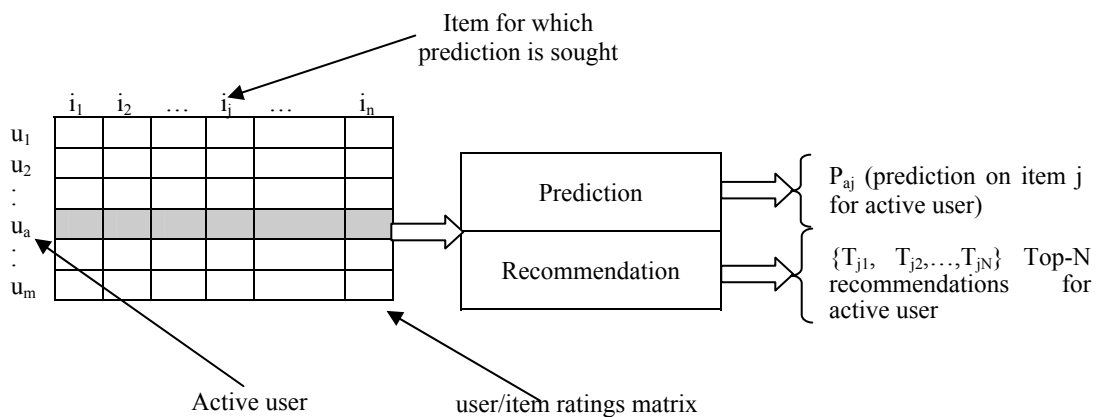 Item for which
prediction is sought
i₁ i₂ … iⱼ … iₙ
u₁
u₂
:
uₐ
:
uₘ
Prediction
Recommendation
Pₐⱼ (prediction on item j
for active user)
{Tⱼ₁, Tⱼ₂,…,TⱼN} Top-N
recommendations for
active user
Active user
user/item ratings matrix